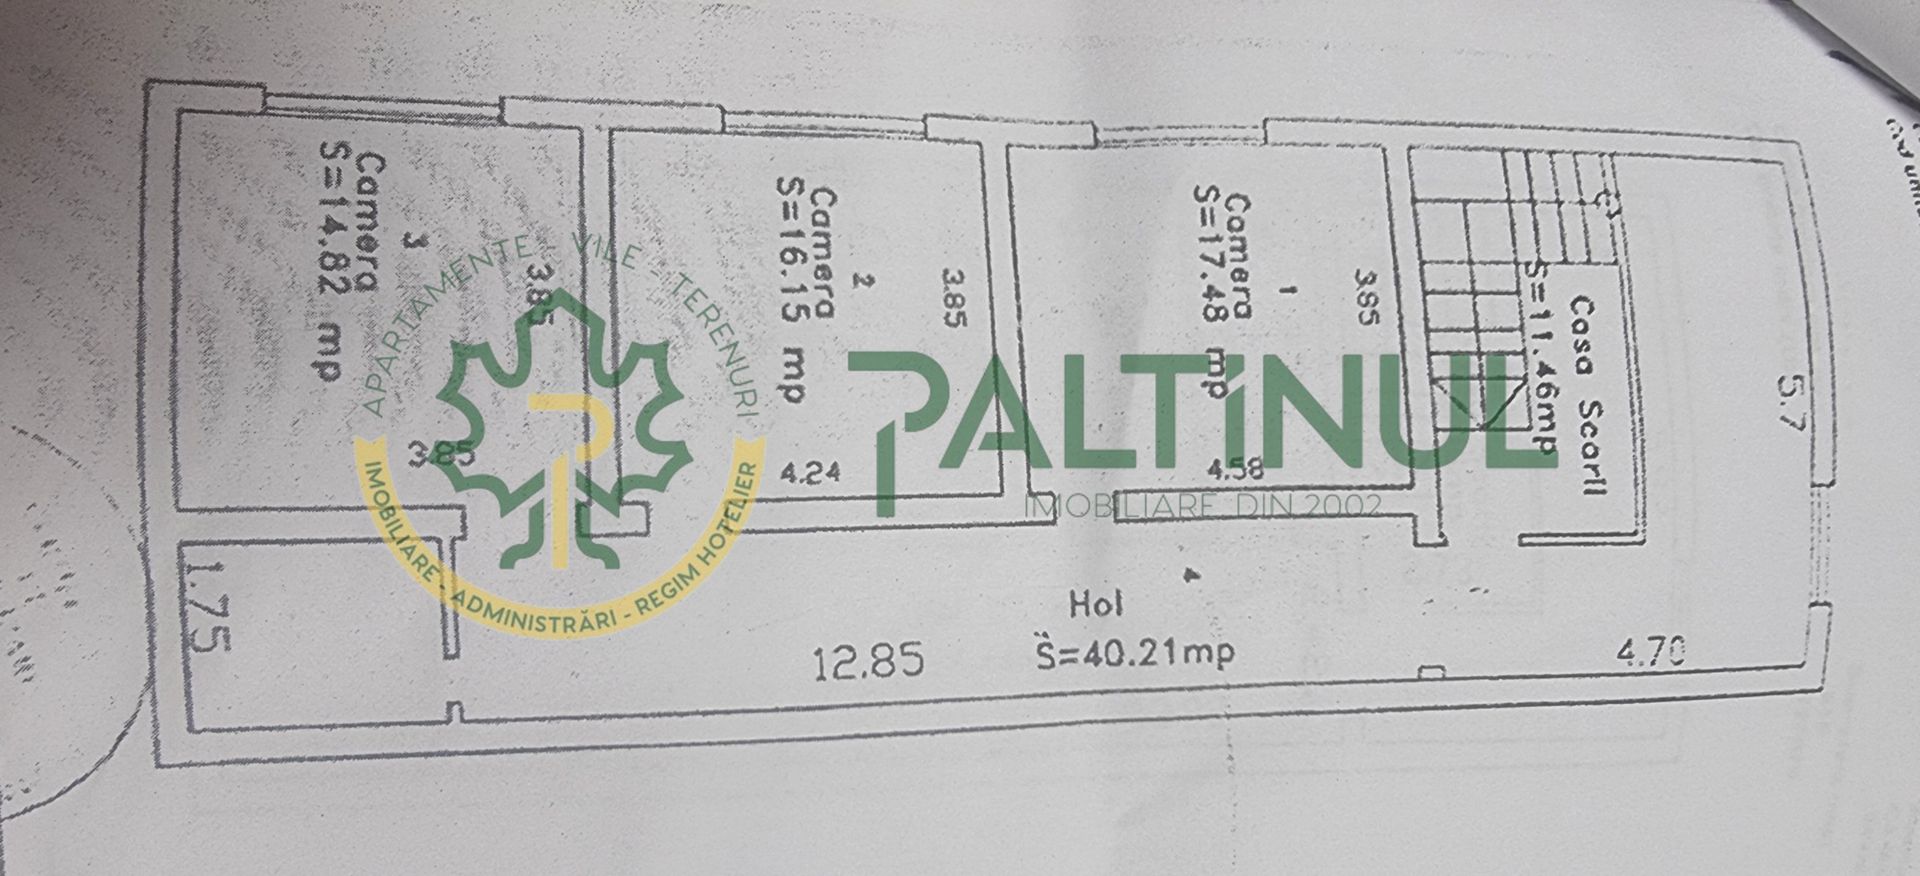 Camera
3
S=14.82 mp
3.85
3.85
Camera
2
S=16.15 mp
3.85
4.24
Camera
1
S=17.48 mp
3.85
4.58
Casa Scarii
S=11.46mp
5.7
1.75
12.85
Hol
S=40.21mp
4.70
APARTAMENTE - VILE - TERENURI
IMOBILIARE - ADMINISTRĂRI - REGIM HOTELIER
PALTINUL
IMOBILIARE DIN 2002